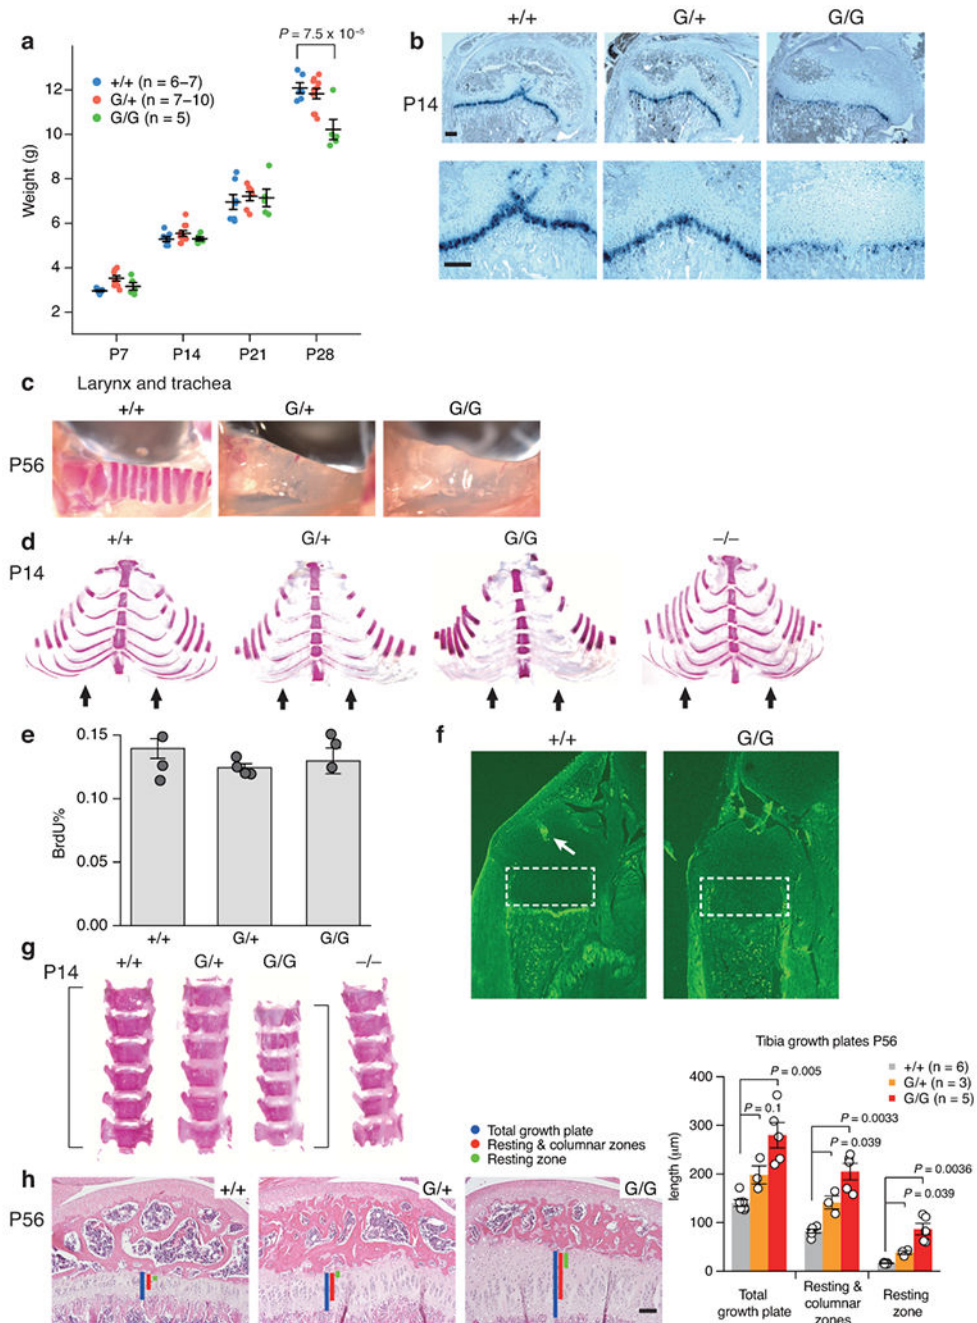 a
P = 7.5 x 10⁻⁵
+/+ (n = 6–7)
G/+ (n = 7–10)
G/G (n = 5)
Weight (g)
12
10
8
6
4
2
P7 P14 P21 P28
b
+/+ G/+ G/G
P14
c Larynx and trachea
+/+ G/+ G/G
P56
d
+/+ G/+ G/G –/–
P14
e
BrdU%
0.15
0.10
0.05
0.00
+/+ G/+ G/G
f
+/+ G/G
g
P14 +/+ G/+ G/G –/–
Total growth plate
Resting & columnar zones
Resting zone
h
P56
+/+ G/+ G/G
Tibia growth plates P56
+/+ (n = 6)
G/+ (n = 3)
G/G (n = 5)
length (μm)
400
300
200
100
0
P = 0.005
P = 0.1
P = 0.0033
P = 0.039
P = 0.0036
P = 0.039
Total growth plate
Resting & columnar zones
Resting zone